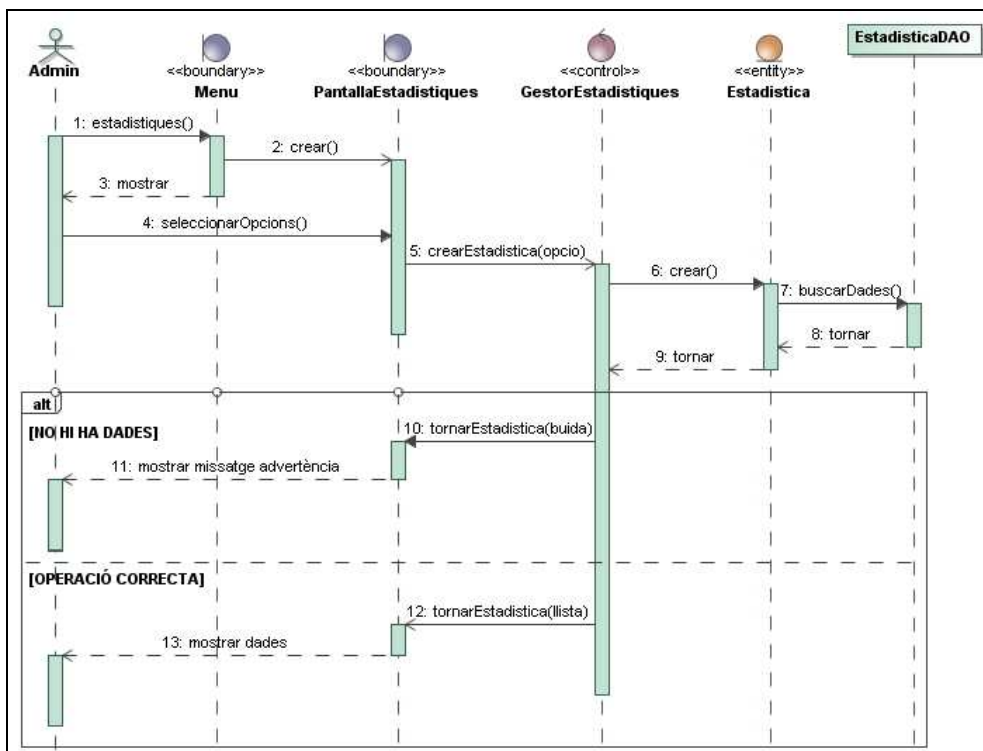 EstadisticaDAO
Admin
<<boundary>>
Menu
<<boundary>>
PantallaEstadistiques
<<control>>
GestorEstadistiques
<<entity>>
Estadistica
1: estadistiques()
2: crear()
3: mostrar
4: seleccionarOpcions()
5: crearEstadistica(opcio)
6: crear()
7: buscarDades()
8: tornar
9: tornar
alt
[NO HI HA DADES]
10: tornarEstadistica(buida)
11: mostrar missatge advertència
[OPERACIÓ CORRECTA]
12: tornarEstadistica(llista)
13: mostrar dades